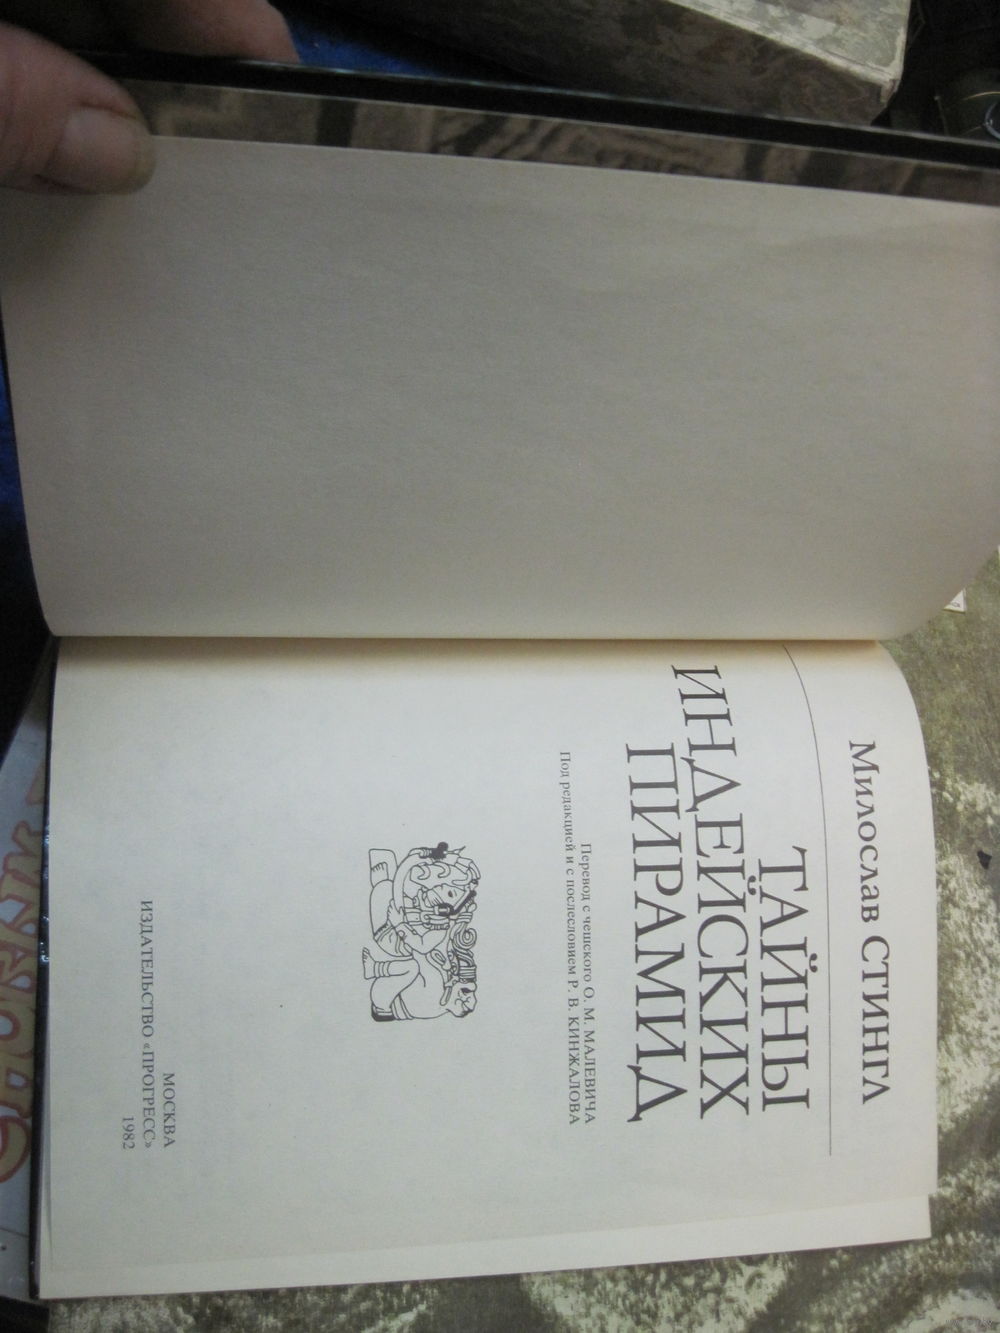 Милослав СТИНГЛ
ТАЙНЫ
ИНДЕЙСКИХ
ПИРАМИД
Перевод с чешского О. М. МАЛЕВИЧА
Под редакцией и с послесловием Р. В. КИНЖАЛОВА
МОСКВА
ИЗДАТЕЛЬСТВО «ПРОГРЕСС»
1982